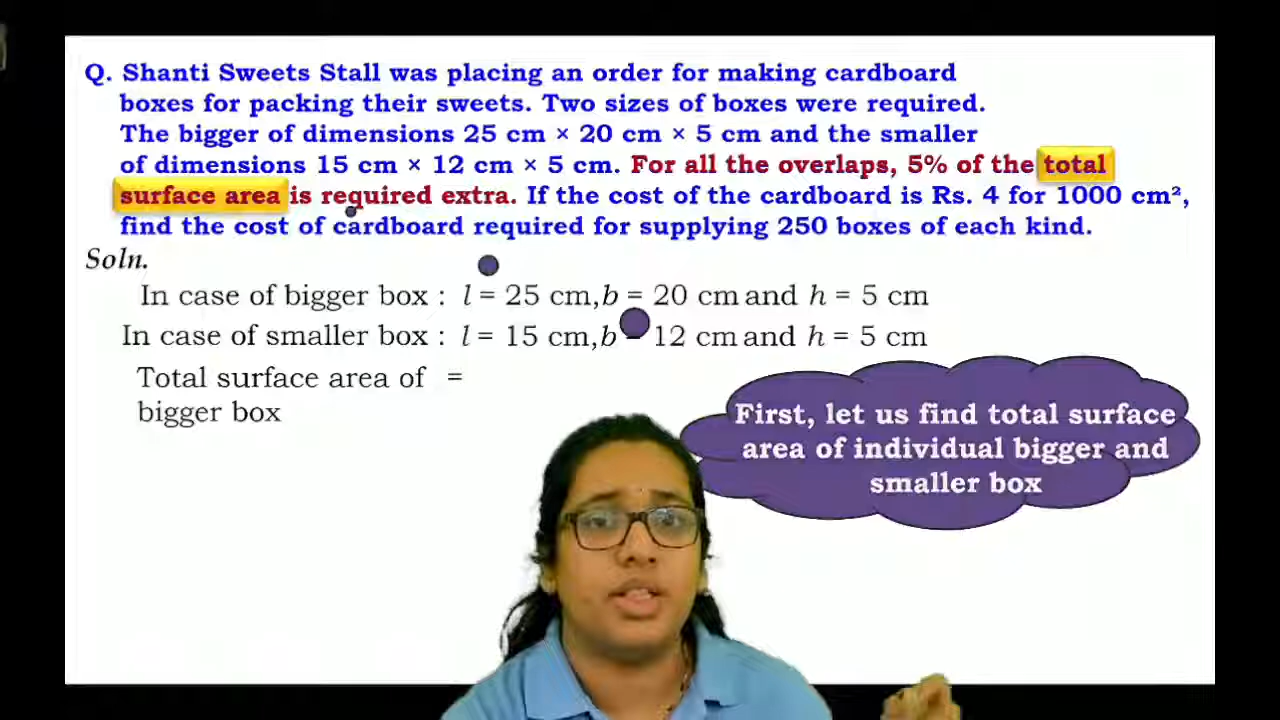 Q. Shanti Sweets Stall was placing an order for making cardboard
boxes for packing their sweets. Two sizes of boxes were required.
The bigger of dimensions 25 cm × 20 cm × 5 cm and the smaller
of dimensions 15 cm × 12 cm × 5 cm. For all the overlaps, 5% of the total
surface area is required extra. If the cost of the cardboard is Rs. 4 for 1000 cm²,
find the cost of cardboard required for supplying 250 boxes of each kind.
Soln.
In case of bigger box : l = 25 cm, b = 20 cm and h = 5 cm
In case of smaller box : l = 15 cm, b = 12 cm and h = 5 cm
Total surface area of =
bigger box
First, let us find total surface
area of individual bigger and
smaller box